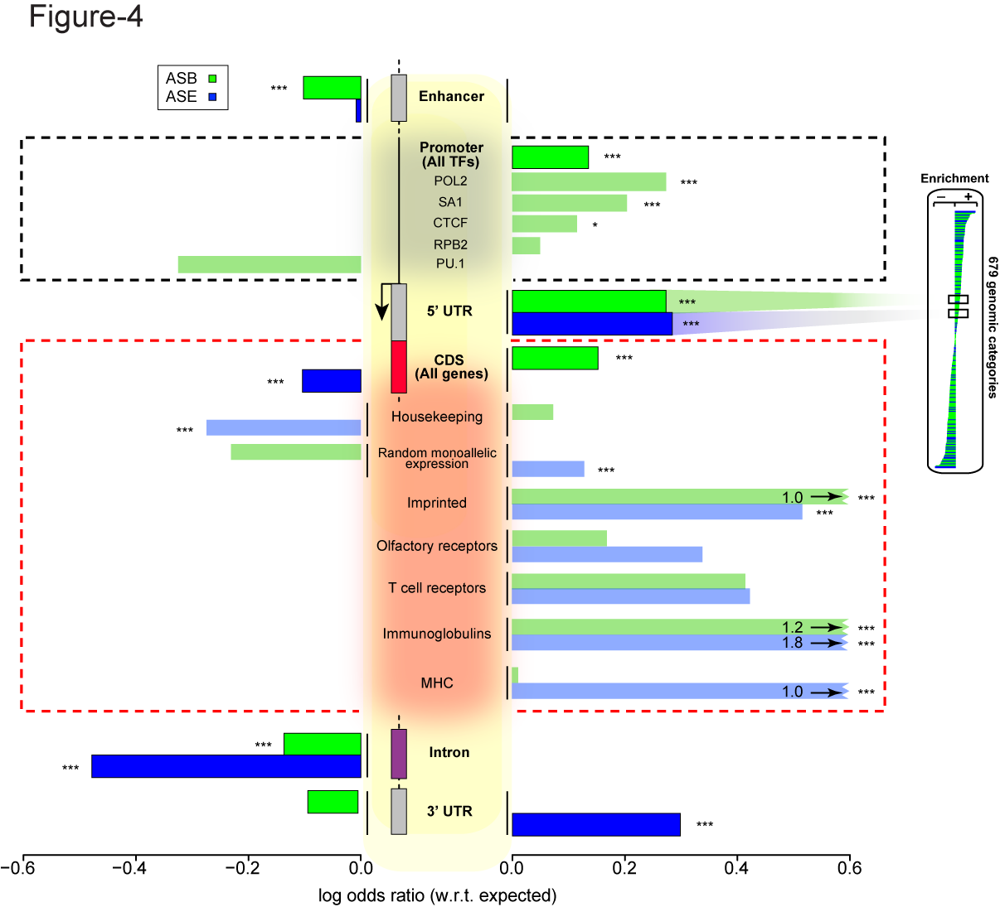 Figure-4
ASB
ASE
***
Enhancer
Promoter
(All TFs)
***
POL2
***
SA1
***
CTCF
*
RPB2
PU.1
Enrichment
− +
679 genomic categories
5’ UTR
***
***
CDS
(All genes)
***
***
Housekeeping
***
Random monoallelic
expression
***
Imprinted
1.0
***
***
Olfactory receptors
T cell receptors
Immunoglobulins
1.2
***
1.8
***
MHC
1.0
***
***
***
Intron
3’ UTR
***
−0.6 −0.4 −0.2 0.0 0.0 0.2 0.4 0.6
log odds ratio (w.r.t. expected)